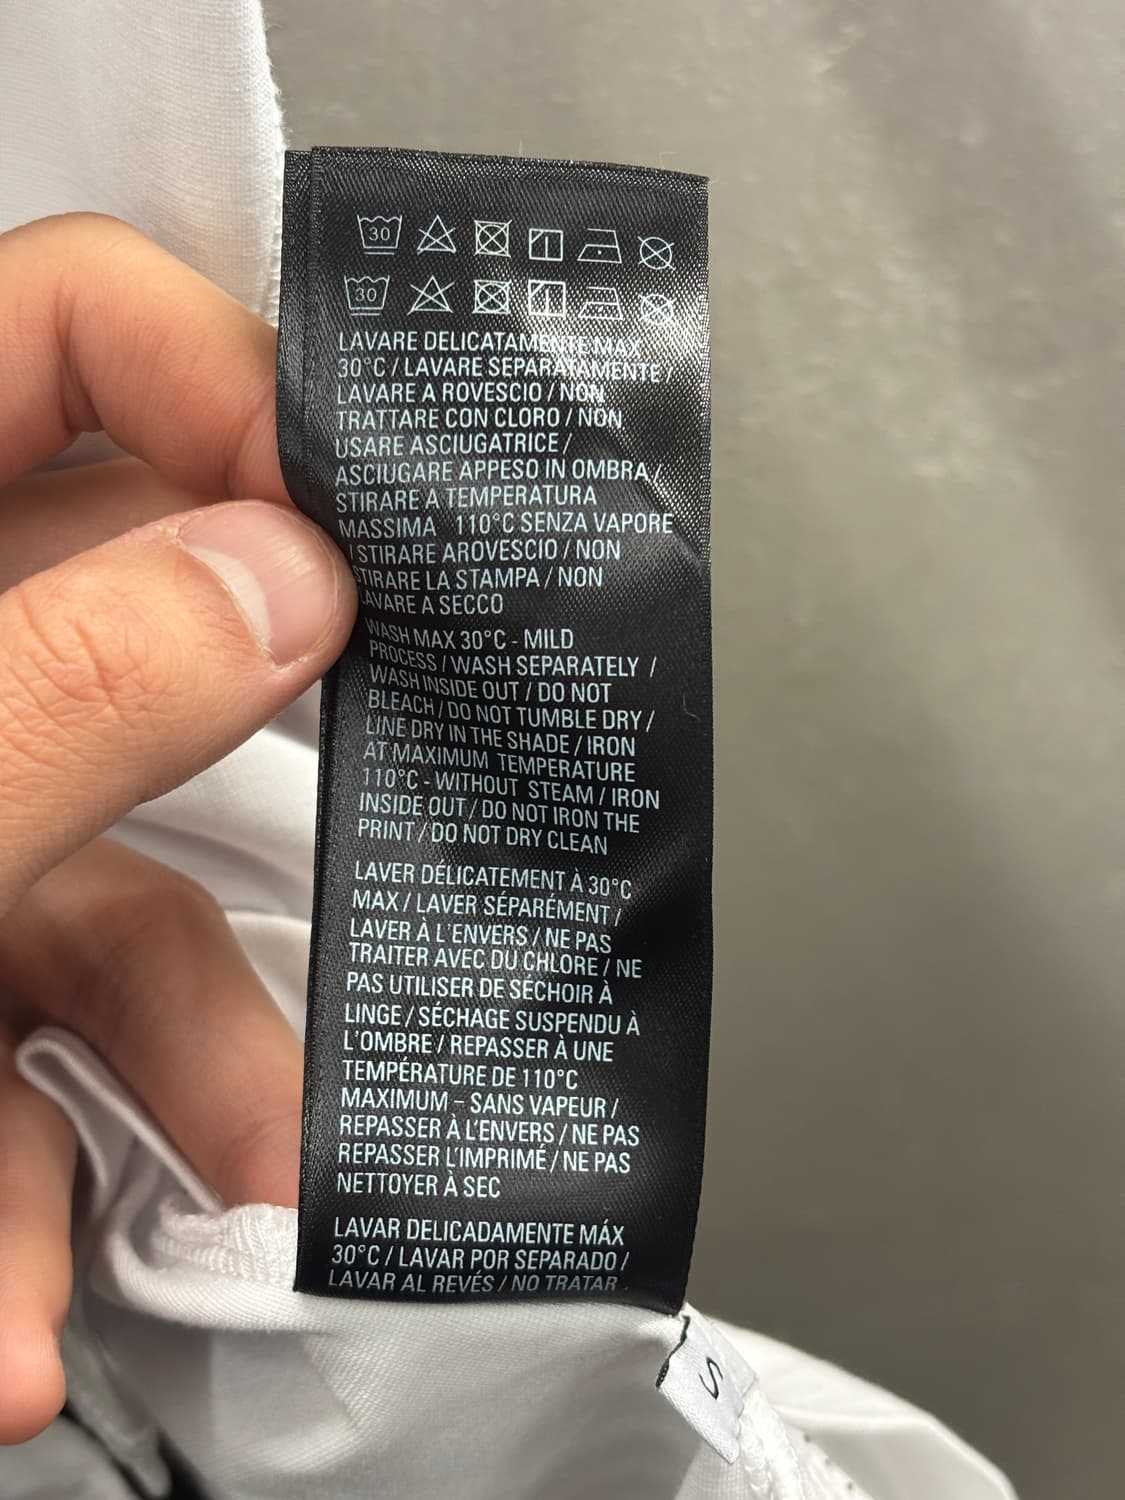 30
30
LAVARE DELICATAMENTE MAX
30°C / LAVARE SEPARATAMENTE /
LAVARE A ROVESCIO / NON
TRATTARE CON CLORO / NON
USARE ASCIUGATRICE /
ASCIUGARE APPESO IN OMBRA /
STIRARE A TEMPERATURA
MASSIMA 110°C SENZA VAPORE
/ STIRARE AROVESCIO / NON
STIRARE LA STAMPA / NON
LAVARE A SECCO
WASH MAX 30°C - MILD
PROCESS / WASH SEPARATELY /
WASH INSIDE OUT / DO NOT
BLEACH / DO NOT TUMBLE DRY /
LINE DRY IN THE SHADE / IRON
AT MAXIMUM TEMPERATURE
110°C - WITHOUT STEAM / IRON
INSIDE OUT / DO NOT IRON THE
PRINT / DO NOT DRY CLEAN
LAVER DÉLICATEMENT À 30°C
MAX / LAVER SÉPARÉMENT /
LAVER À L'ENVERS / NE PAS
TRAITER AVEC DU CHLORE / NE
PAS UTILISER DE SÉCHOIR À
LINGE / SÉCHAGE SUSPENDU À
L'OMBRE / REPASSER À UNE
TEMPÉRATURE DE 110°C
MAXIMUM – SANS VAPEUR /
REPASSER À L'ENVERS / NE PAS
REPASSER L'IMPRIMÉ / NE PAS
NETTOYER À SEC
LAVAR DELICADAMENTE MÁX
30°C / LAVAR POR SEPARADO /
LAVAR AL REVÉS / NO TRATAR
S